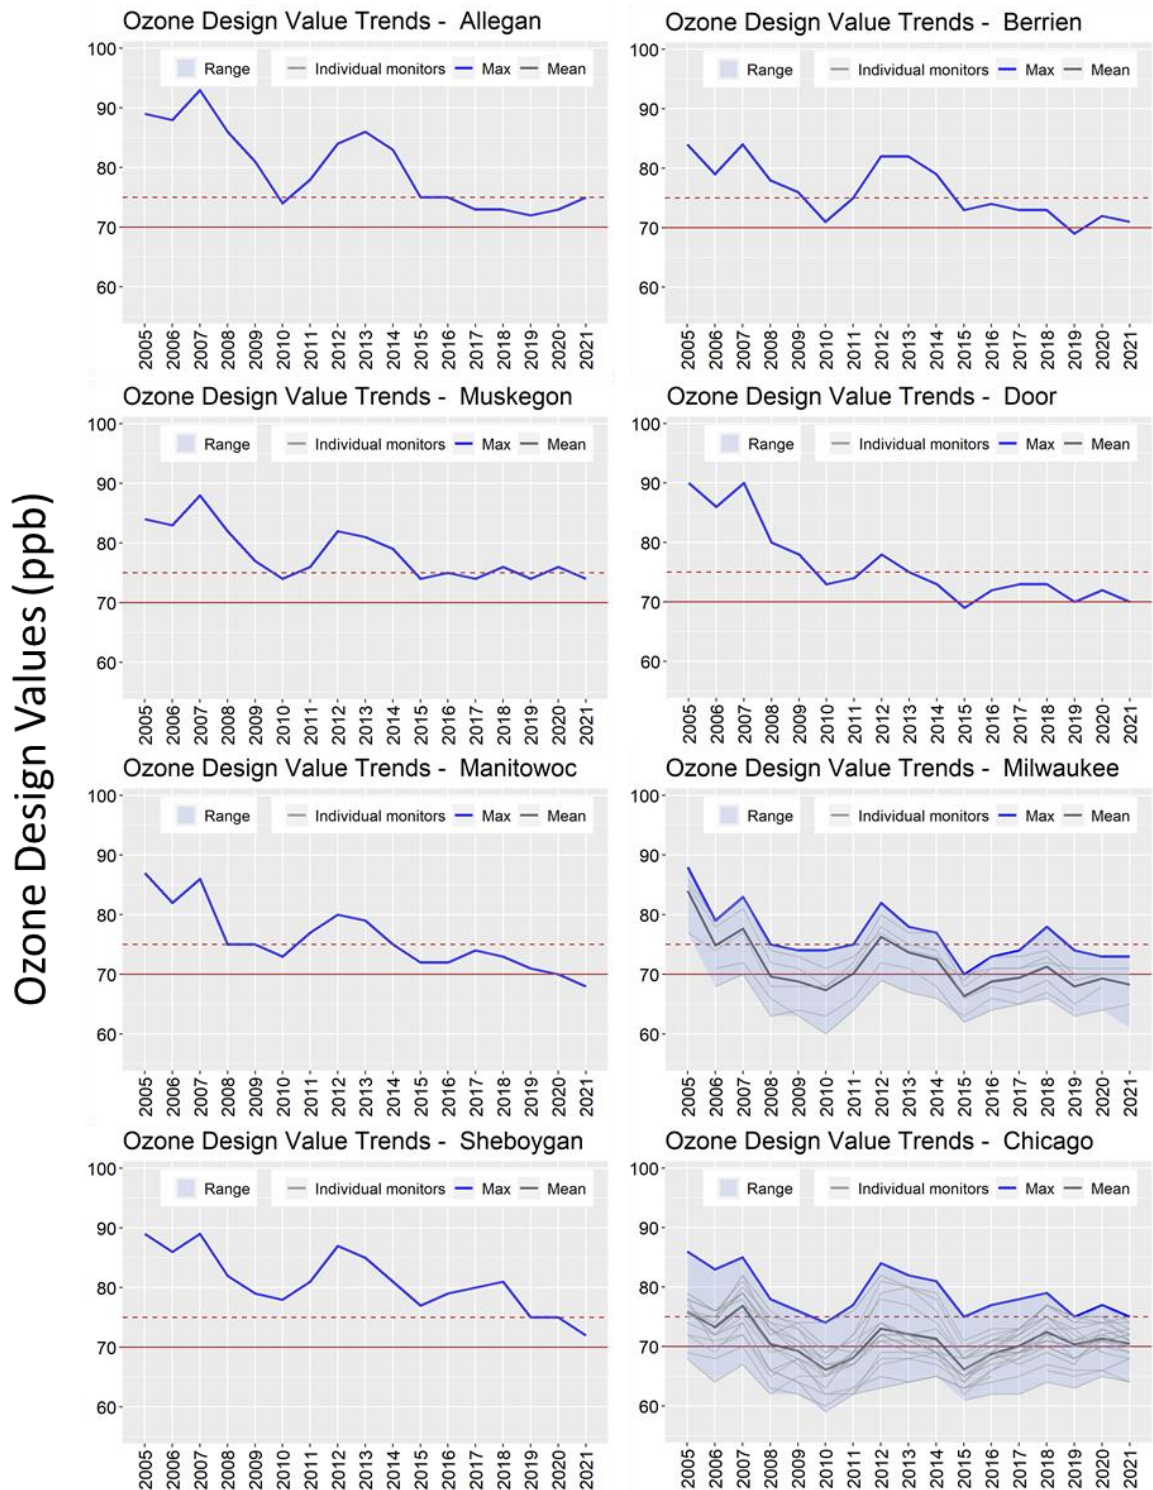 Ozone Design Values (ppb)
Ozone Design Value Trends - Allegan
Range Individual monitors Max Mean
100
90
80
70
60
2005 2006 2007 2008 2009 2010 2011 2012 2013 2014 2015 2016 2017 2018 2019 2020 2021
Ozone Design Value Trends - Berrien
Range Individual monitors Max Mean
100
90
80
70
60
2005 2006 2007 2008 2009 2010 2011 2012 2013 2014 2015 2016 2017 2018 2019 2020 2021
Ozone Design Value Trends - Muskegon
Range Individual monitors Max Mean
100
90
80
70
60
2005 2006 2007 2008 2009 2010 2011 2012 2013 2014 2015 2016 2017 2018 2019 2020 2021
Ozone Design Value Trends - Door
Range Individual monitors Max Mean
100
90
80
70
60
2005 2006 2007 2008 2009 2010 2011 2012 2013 2014 2015 2016 2017 2018 2019 2020 2021
Ozone Design Value Trends - Manitowoc
Range Individual monitors Max Mean
100
90
80
70
60
2005 2006 2007 2008 2009 2010 2011 2012 2013 2014 2015 2016 2017 2018 2019 2020 2021
Ozone Design Value Trends - Milwaukee
Range Individual monitors Max Mean
100
90
80
70
60
2005 2006 2007 2008 2009 2010 2011 2012 2013 2014 2015 2016 2017 2018 2019 2020 2021
Ozone Design Value Trends - Sheboygan
Range Individual monitors Max Mean
100
90
80
70
60
2005 2006 2007 2008 2009 2010 2011 2012 2013 2014 2015 2016 2017 2018 2019 2020 2021
Ozone Design Value Trends - Chicago
Range Individual monitors Max Mean
100
90
80
70
60
2005 2006 2007 2008 2009 2010 2011 2012 2013 2014 2015 2016 2017 2018 2019 2020 2021